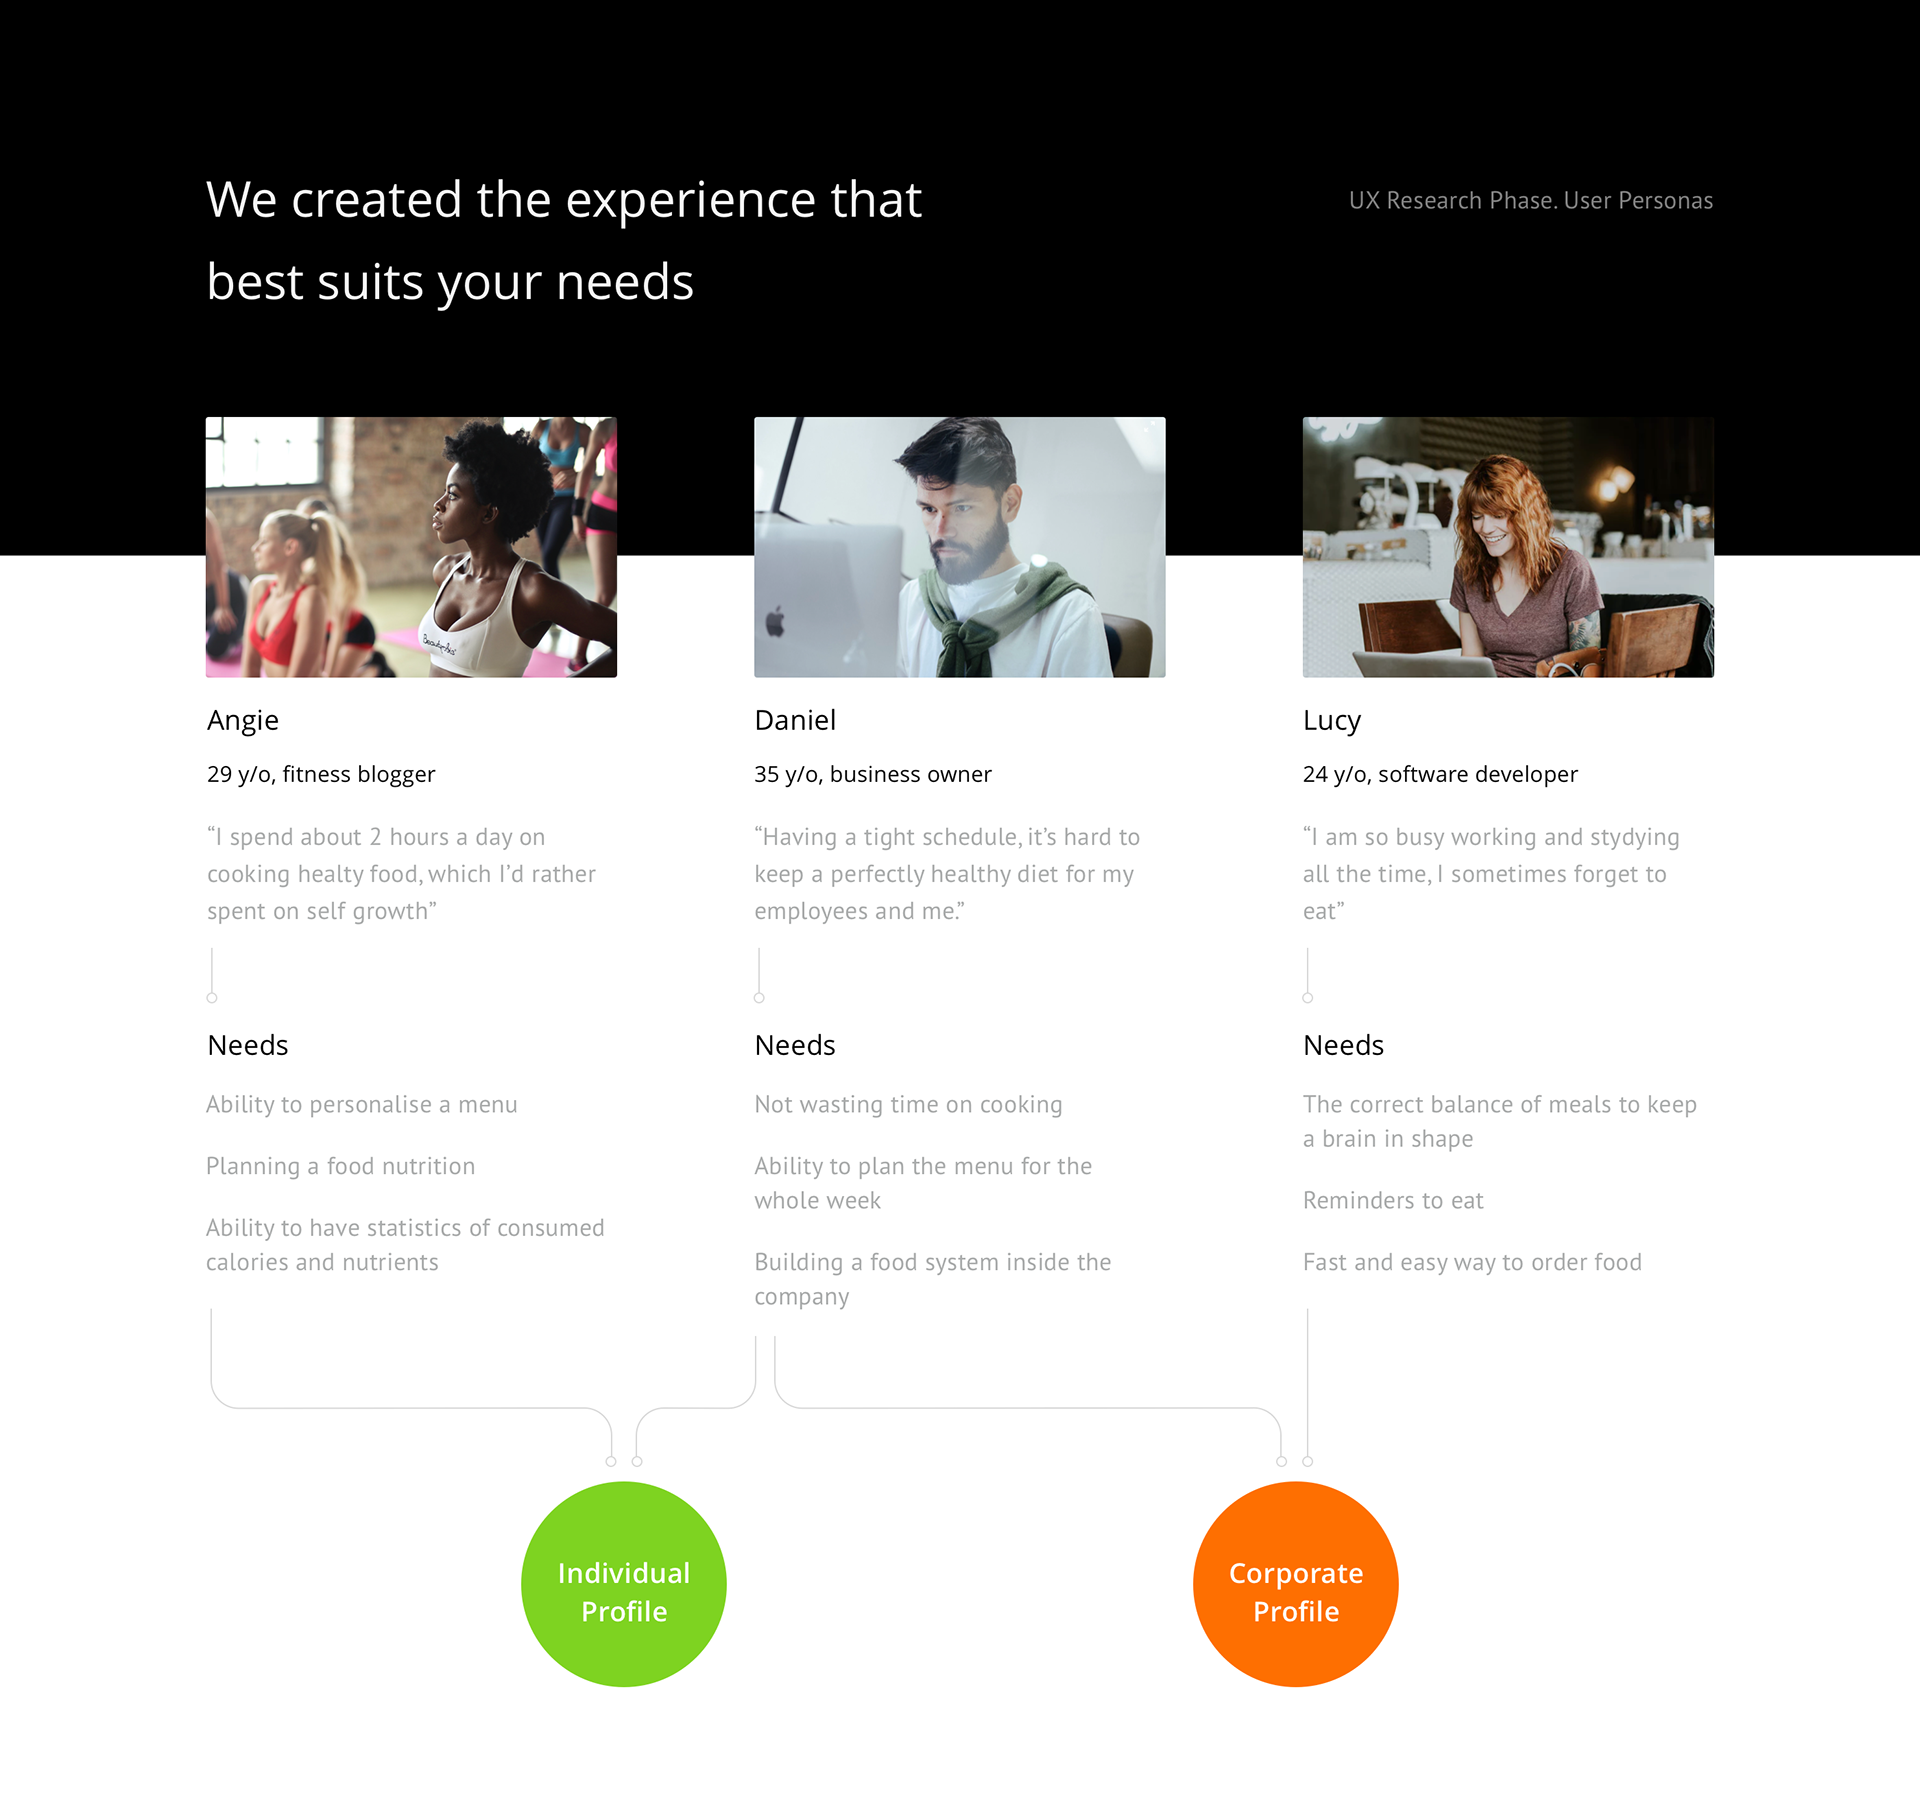 We created the experience that
best suits your needs
UX Research Phase. User Personas
Angie
29 y/o, fitness blogger
“I spend about 2 hours a day on
cooking healty food, which I’d rather
spent on self growth”
Needs
Ability to personalise a menu
Planning a food nutrition
Ability to have statistics of consumed
calories and nutrients
Daniel
35 y/o, business owner
“Having a tight schedule, it’s hard to
keep a perfectly healthy diet for my
employees and me.”
Needs
Not wasting time on cooking
Ability to plan the menu for the
whole week
Building a food system inside the
company
Lucy
24 y/o, software developer
“I am so busy working and stydying
all the time, I sometimes forget to
eat”
Needs
The correct balance of meals to keep
a brain in shape
Reminders to eat
Fast and easy way to order food
Individual
Profile
Corporate
Profile